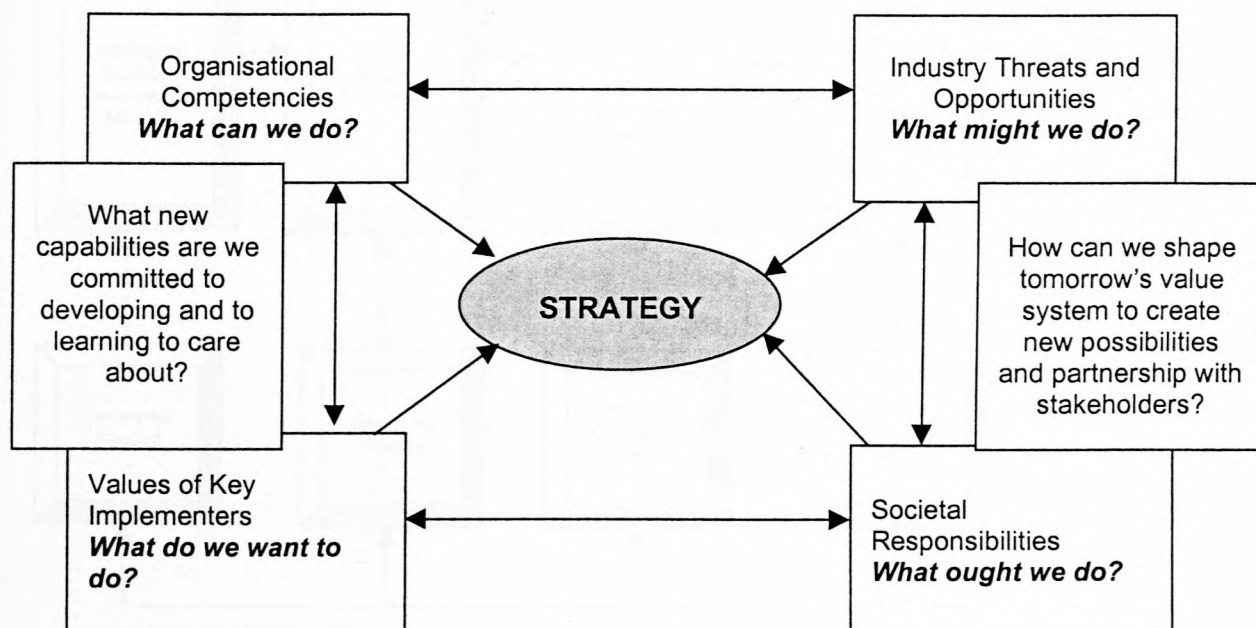 Organisational
Competencies
What can we do?
Industry Threats and
Opportunities
What might we do?
What new
capabilities are we
committed to
developing and to
learning to care
about?
STRATEGY
How can we shape
tomorrow's value
system to create
new possibilities
and partnership with
stakeholders?
Values of Key
Implementers
What do we want to
do?
Societal
Responsibilities
What ought we do?